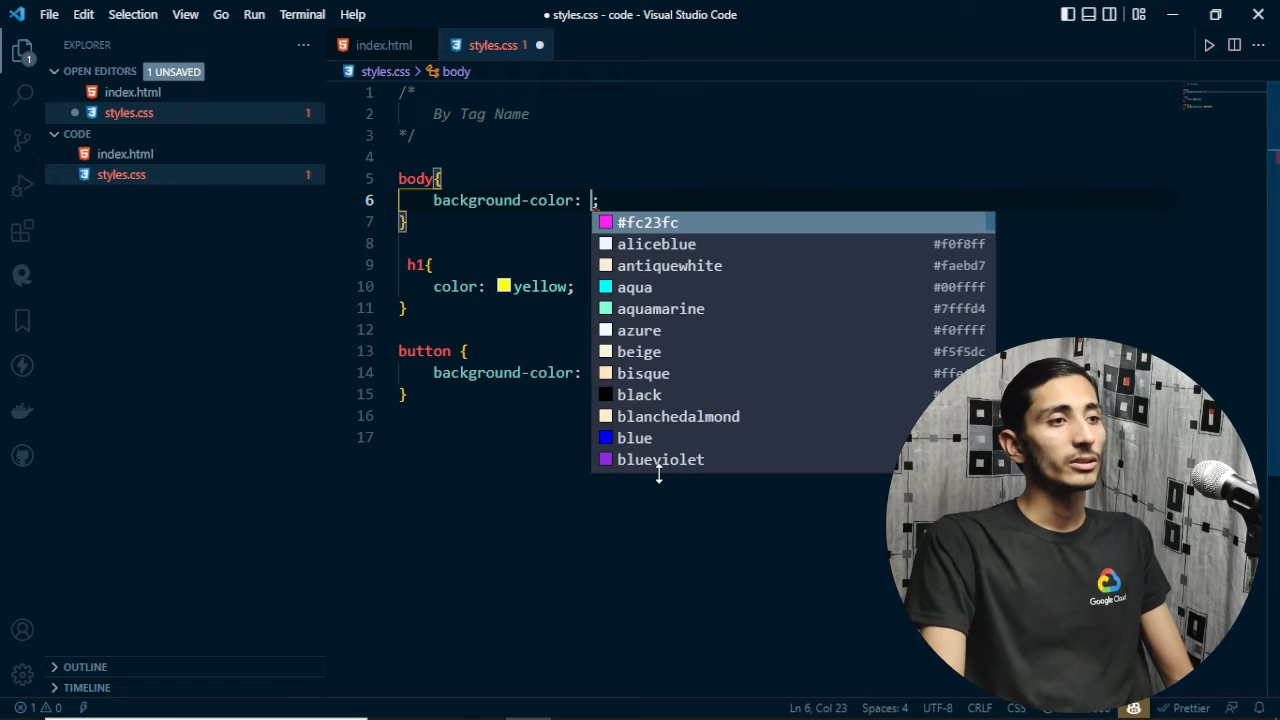 File Edit Selection View Go Run Terminal Help
● styles.css - code - Visual Studio Code
EXPLORER
1
OPEN EDITORS 1 UNSAVED
index.html
styles.css 1
CODE
index.html
styles.css 1
OUTLINE
TIMELINE
index.html
styles.css 1
styles.css > body
1 /*
2 By Tag Name
3 */
4
5 body{
6 background-color: ;
7 }
8
9 h1{
10 color: yellow;
11 }
12
13 button {
14 background-color:
15 }
16
17
#fc23fc
aliceblue #f0f8ff
antiquewhite #faebd7
aqua #00ffff
aquamarine #7fffd4
azure #f0ffff
beige #f5f5dc
bisque
black
blanchedalmond
blue
blueviolet
Google Cloud
1 0
Ln 6, Col 23 Spaces: 4 UTF-8 CRLF CSS
Prettier